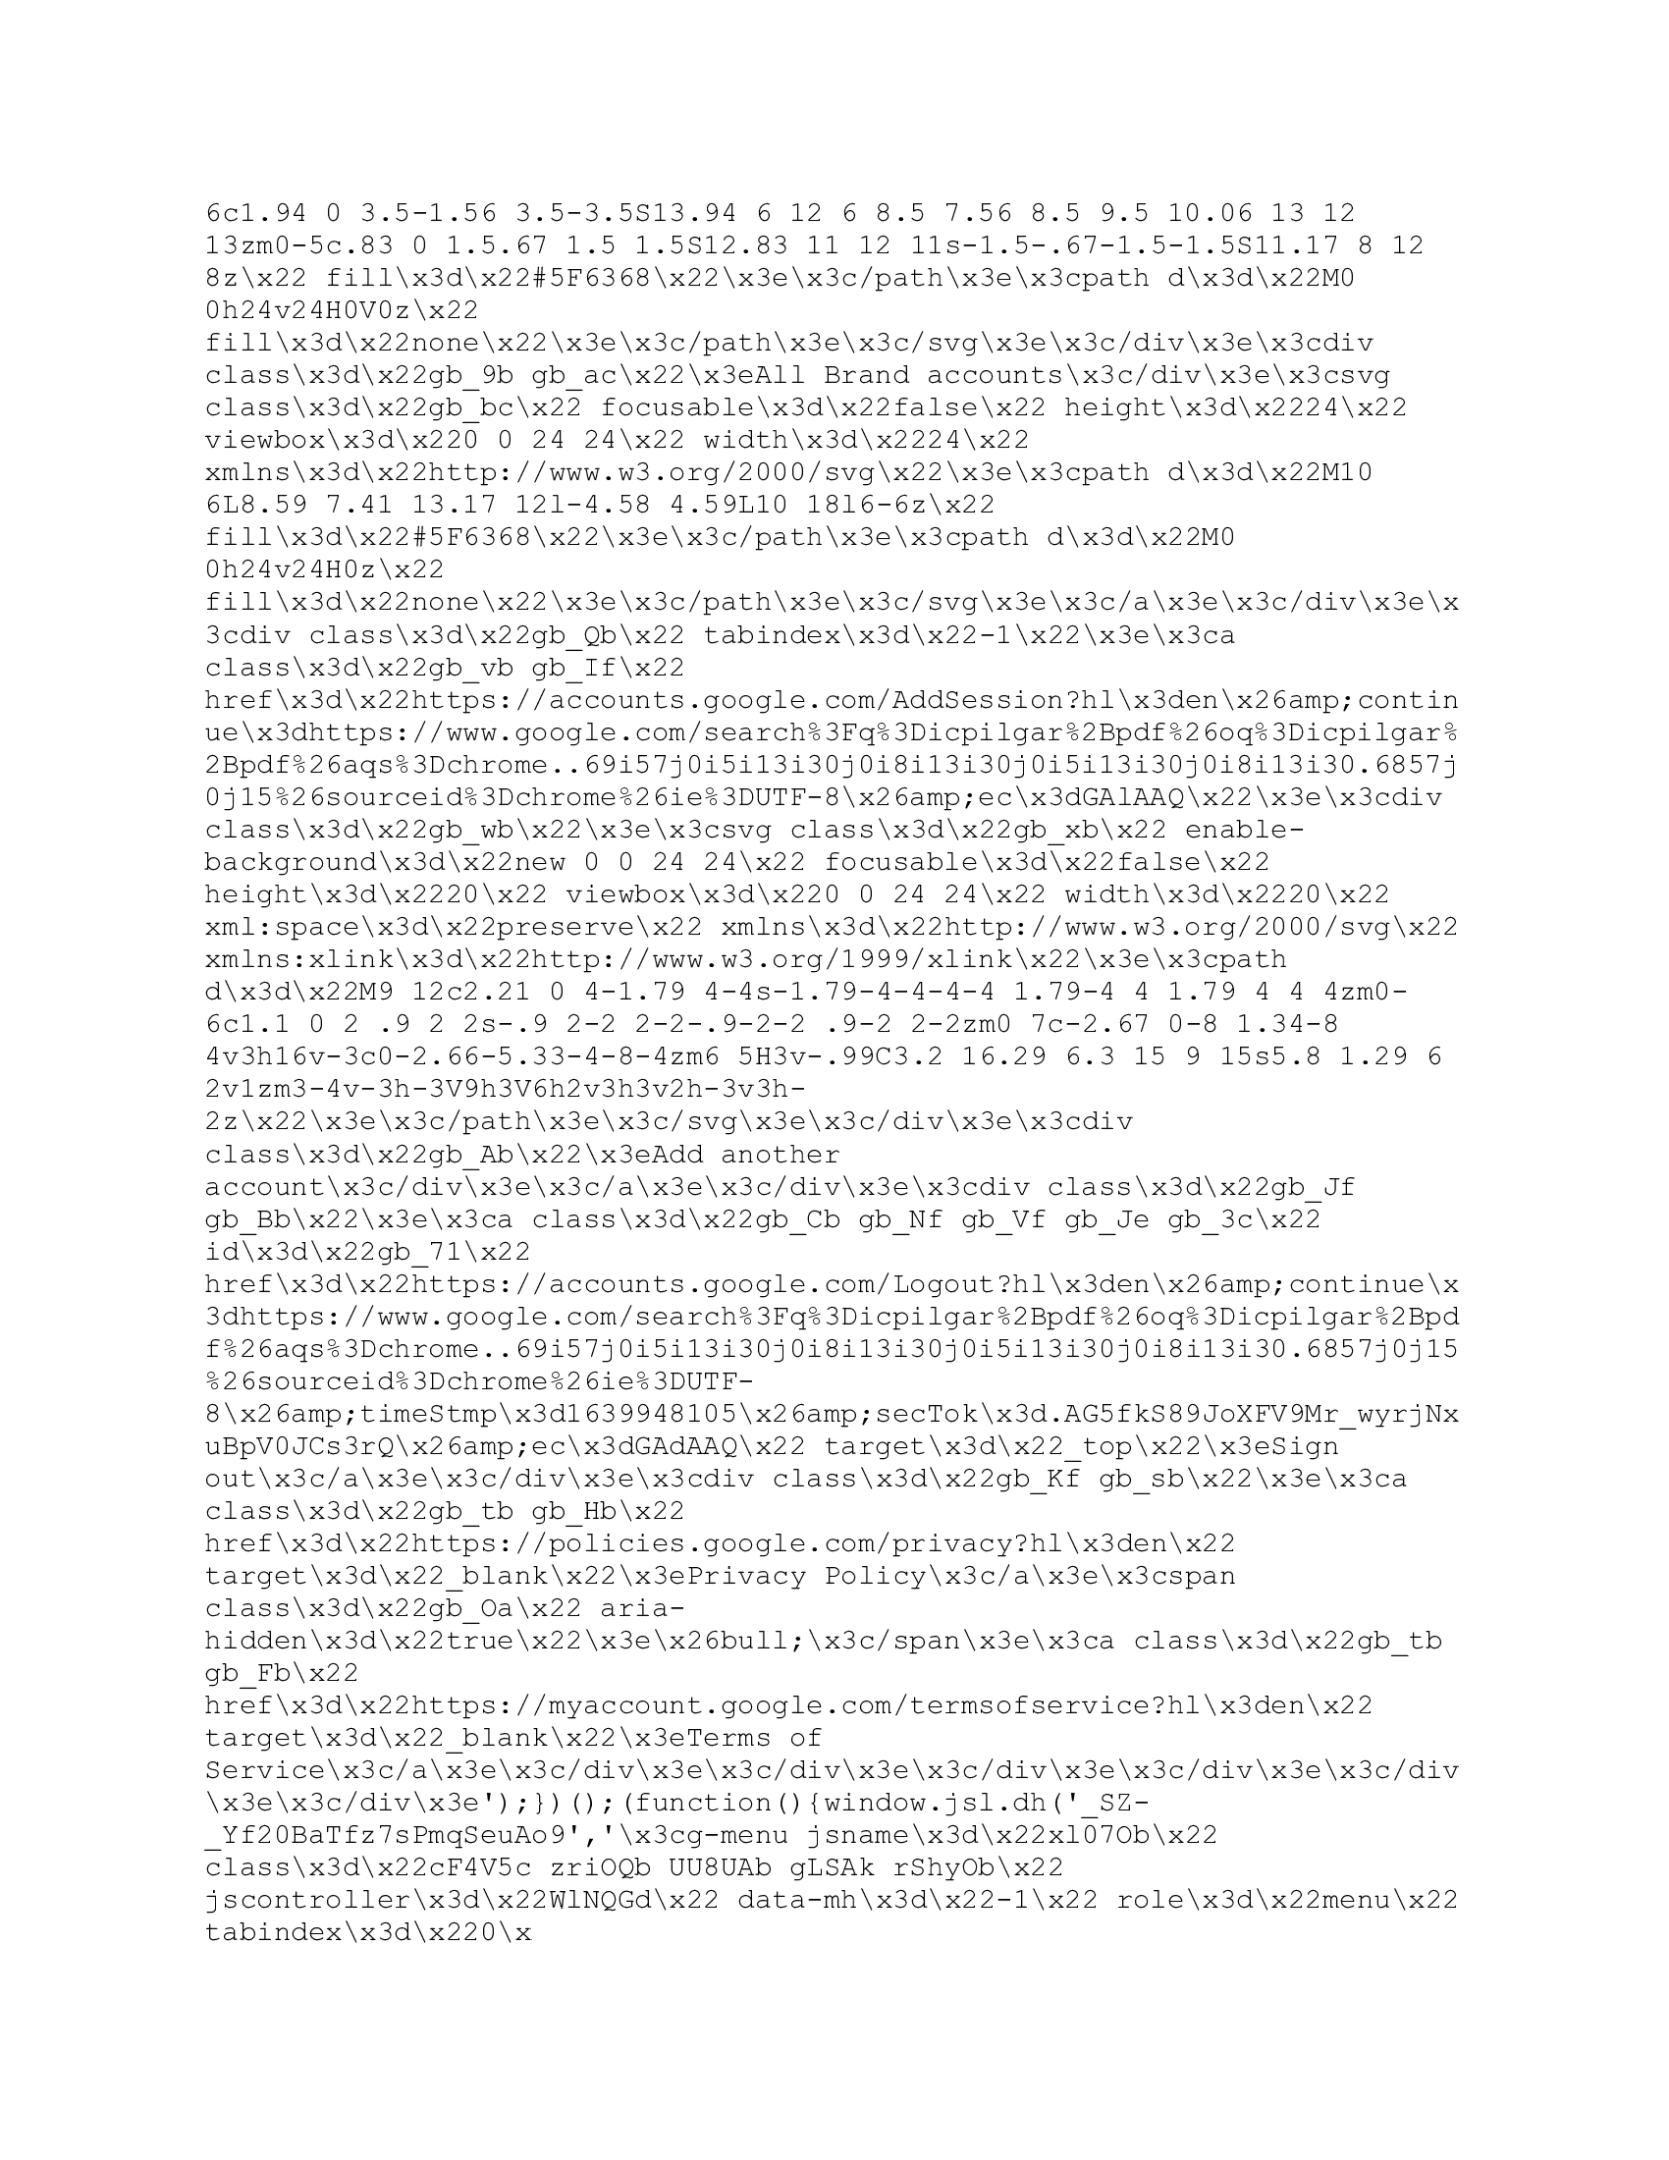 6c1.94 0 3.5-1.56 3.5-3.5S13.94 6 12 6 8.5 7.56 8.5 9.5 10.06 13 12
13zm0-5c.83 0 1.5.67 1.5 1.5S12.83 11 12 11s-1.5-.67-1.5-1.5S11.17 8 12
8z\x22 fill\x3d\x22#5F6368\x22\x3e\x3c/path\x3e\x3cpath d\x3d\x22M0
0h24v24H0V0z\x22
fill\x3d\x22none\x22\x3e\x3c/path\x3e\x3c/svg\x3e\x3c/div\x3e\x3cdiv
class\x3d\x22gb_9b gb_ac\x22\x3eAll Brand accounts\x3c/div\x3e\x3csvg
class\x3d\x22gb_bc\x22 focusable\x3d\x22false\x22 height\x3d\x2224\x22
viewbox\x3d\x220 0 24 24\x22 width\x3d\x2224\x22
xmlns\x3d\x22http://www.w3.org/2000/svg\x22\x3e\x3cpath d\x3d\x22M10
6L8.59 7.41 13.17 12l-4.58 4.59L10 18l6-6z\x22
fill\x3d\x22#5F6368\x22\x3e\x3c/path\x3e\x3cpath d\x3d\x22M0
0h24v24H0z\x22
fill\x3d\x22none\x22\x3e\x3c/path\x3e\x3c/svg\x3e\x3c/a\x3e\x3c/div\x3e\x
3cdiv class\x3d\x22gb_Qb\x22 tabindex\x3d\x22-1\x22\x3e\x3ca
class\x3d\x22gb_vb gb_If\x22
href\x3d\x22https://accounts.google.com/AddSession?hl\x3den\x26amp;contin
ue\x3dhttps://www.google.com/search%3Fq%3Dicpilgar%2Bpdf%26oq%3Dicpilgar%
2Bpdf%26aqs%3Dchrome..69i57j0i5i13i30j0i8i13i30j0i5i13i30j0i8i13i30.6857j
0j15%26sourceid%3Dchrome%26ie%3DUTF-8\x26amp;ec\x3dGAlAAQ\x22\x3e\x3cdiv
class\x3d\x22gb_wb\x22\x3e\x3csvg class\x3d\x22gb_xb\x22 enable-
background\x3d\x22new 0 0 24 24\x22 focusable\x3d\x22false\x22
height\x3d\x2220\x22 viewbox\x3d\x220 0 24 24\x22 width\x3d\x2220\x22
xml:space\x3d\x22preserve\x22 xmlns\x3d\x22http://www.w3.org/2000/svg\x22
xmlns:xlink\x3d\x22http://www.w3.org/1999/xlink\x22\x3e\x3cpath
d\x3d\x22M9 12c2.21 0 4-1.79 4-4s-1.79-4-4-4-4 1.79-4 4 1.79 4 4 4zm0-
6c1.1 0 2 .9 2 2s-.9 2-2 2-2-.9-2-2 .9-2 2-2zm0 7c-2.67 0-8 1.34-8
4v3h16v-3c0-2.66-5.33-4-8-4zm6 5H3v-.99C3.2 16.29 6.3 15 9 15s5.8 1.29 6
2v1zm3-4v-3h-3V9h3V6h2v3h3v2h-3v3h-
2z\x22\x3e\x3c/path\x3e\x3c/svg\x3e\x3c/div\x3e\x3cdiv
class\x3d\x22gb_Ab\x22\x3eAdd another
account\x3c/div\x3e\x3c/a\x3e\x3c/div\x3e\x3cdiv class\x3d\x22gb_Jf
gb_Bb\x22\x3e\x3ca class\x3d\x22gb_Cb gb_Nf gb_Vf gb_Je gb_3c\x22
id\x3d\x22gb_71\x22
href\x3d\x22https://accounts.google.com/Logout?hl\x3den\x26amp;continue\x
3dhttps://www.google.com/search%3Fq%3Dicpilgar%2Bpdf%26oq%3Dicpilgar%2Bpd
f%26aqs%3Dchrome..69i57j0i5i13i30j0i8i13i30j0i5i13i30j0i8i13i30.6857j0j15
%26sourceid%3Dchrome%26ie%3DUTF-
8\x26amp;timeStmp\x3d1639948105\x26amp;secTok\x3d.AG5fkS89JoXFV9Mr_wyrjNx
uBpV0JCs3rQ\x26amp;ec\x3dGAdAAQ\x22 target\x3d\x22_top\x22\x3eSign
out\x3c/a\x3e\x3c/div\x3e\x3cdiv class\x3d\x22gb_Kf gb_sb\x22\x3e\x3ca
class\x3d\x22gb_tb gb_Hb\x22
href\x3d\x22https://policies.google.com/privacy?hl\x3den\x22
target\x3d\x22_blank\x22\x3ePrivacy Policy\x3c/a\x3e\x3cspan
class\x3d\x22gb_Oa\x22 aria-
hidden\x3d\x22true\x22\x3e\x26bull;\x3c/span\x3e\x3ca class\x3d\x22gb_tb
gb_Fb\x22
href\x3d\x22https://myaccount.google.com/termsofservice?hl\x3den\x22
target\x3d\x22_blank\x22\x3eTerms of
Service\x3c/a\x3e\x3c/div\x3e\x3c/div\x3e\x3c/div\x3e\x3c/div\x3e\x3c/div
\x3e\x3c/div\x3e');})();(function(){window.jsl.dh('_SZ-
_Yf20BaTfz7sPmqSeuAo9','\x3cg-menu jsname\x3d\x22xl07Ob\x22
class\x3d\x22cF4V5c zriOQb UU8UAb gLSAk rShyOb\x22
jscontroller\x3d\x22WlNQGd\x22 data-mh\x3d\x22-1\x22 role\x3d\x22menu\x22
tabindex\x3d\x220\x